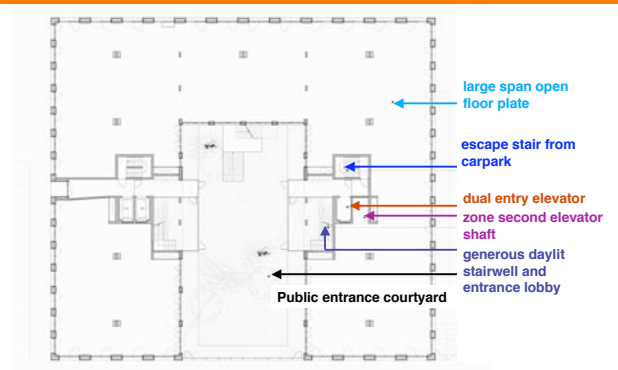 large span open
floor plate
escape stair from
carpark
dual entry elevator
zone second elevator
shaft
generous daylit
stairwell and
entrance lobby
Public entrance courtyard